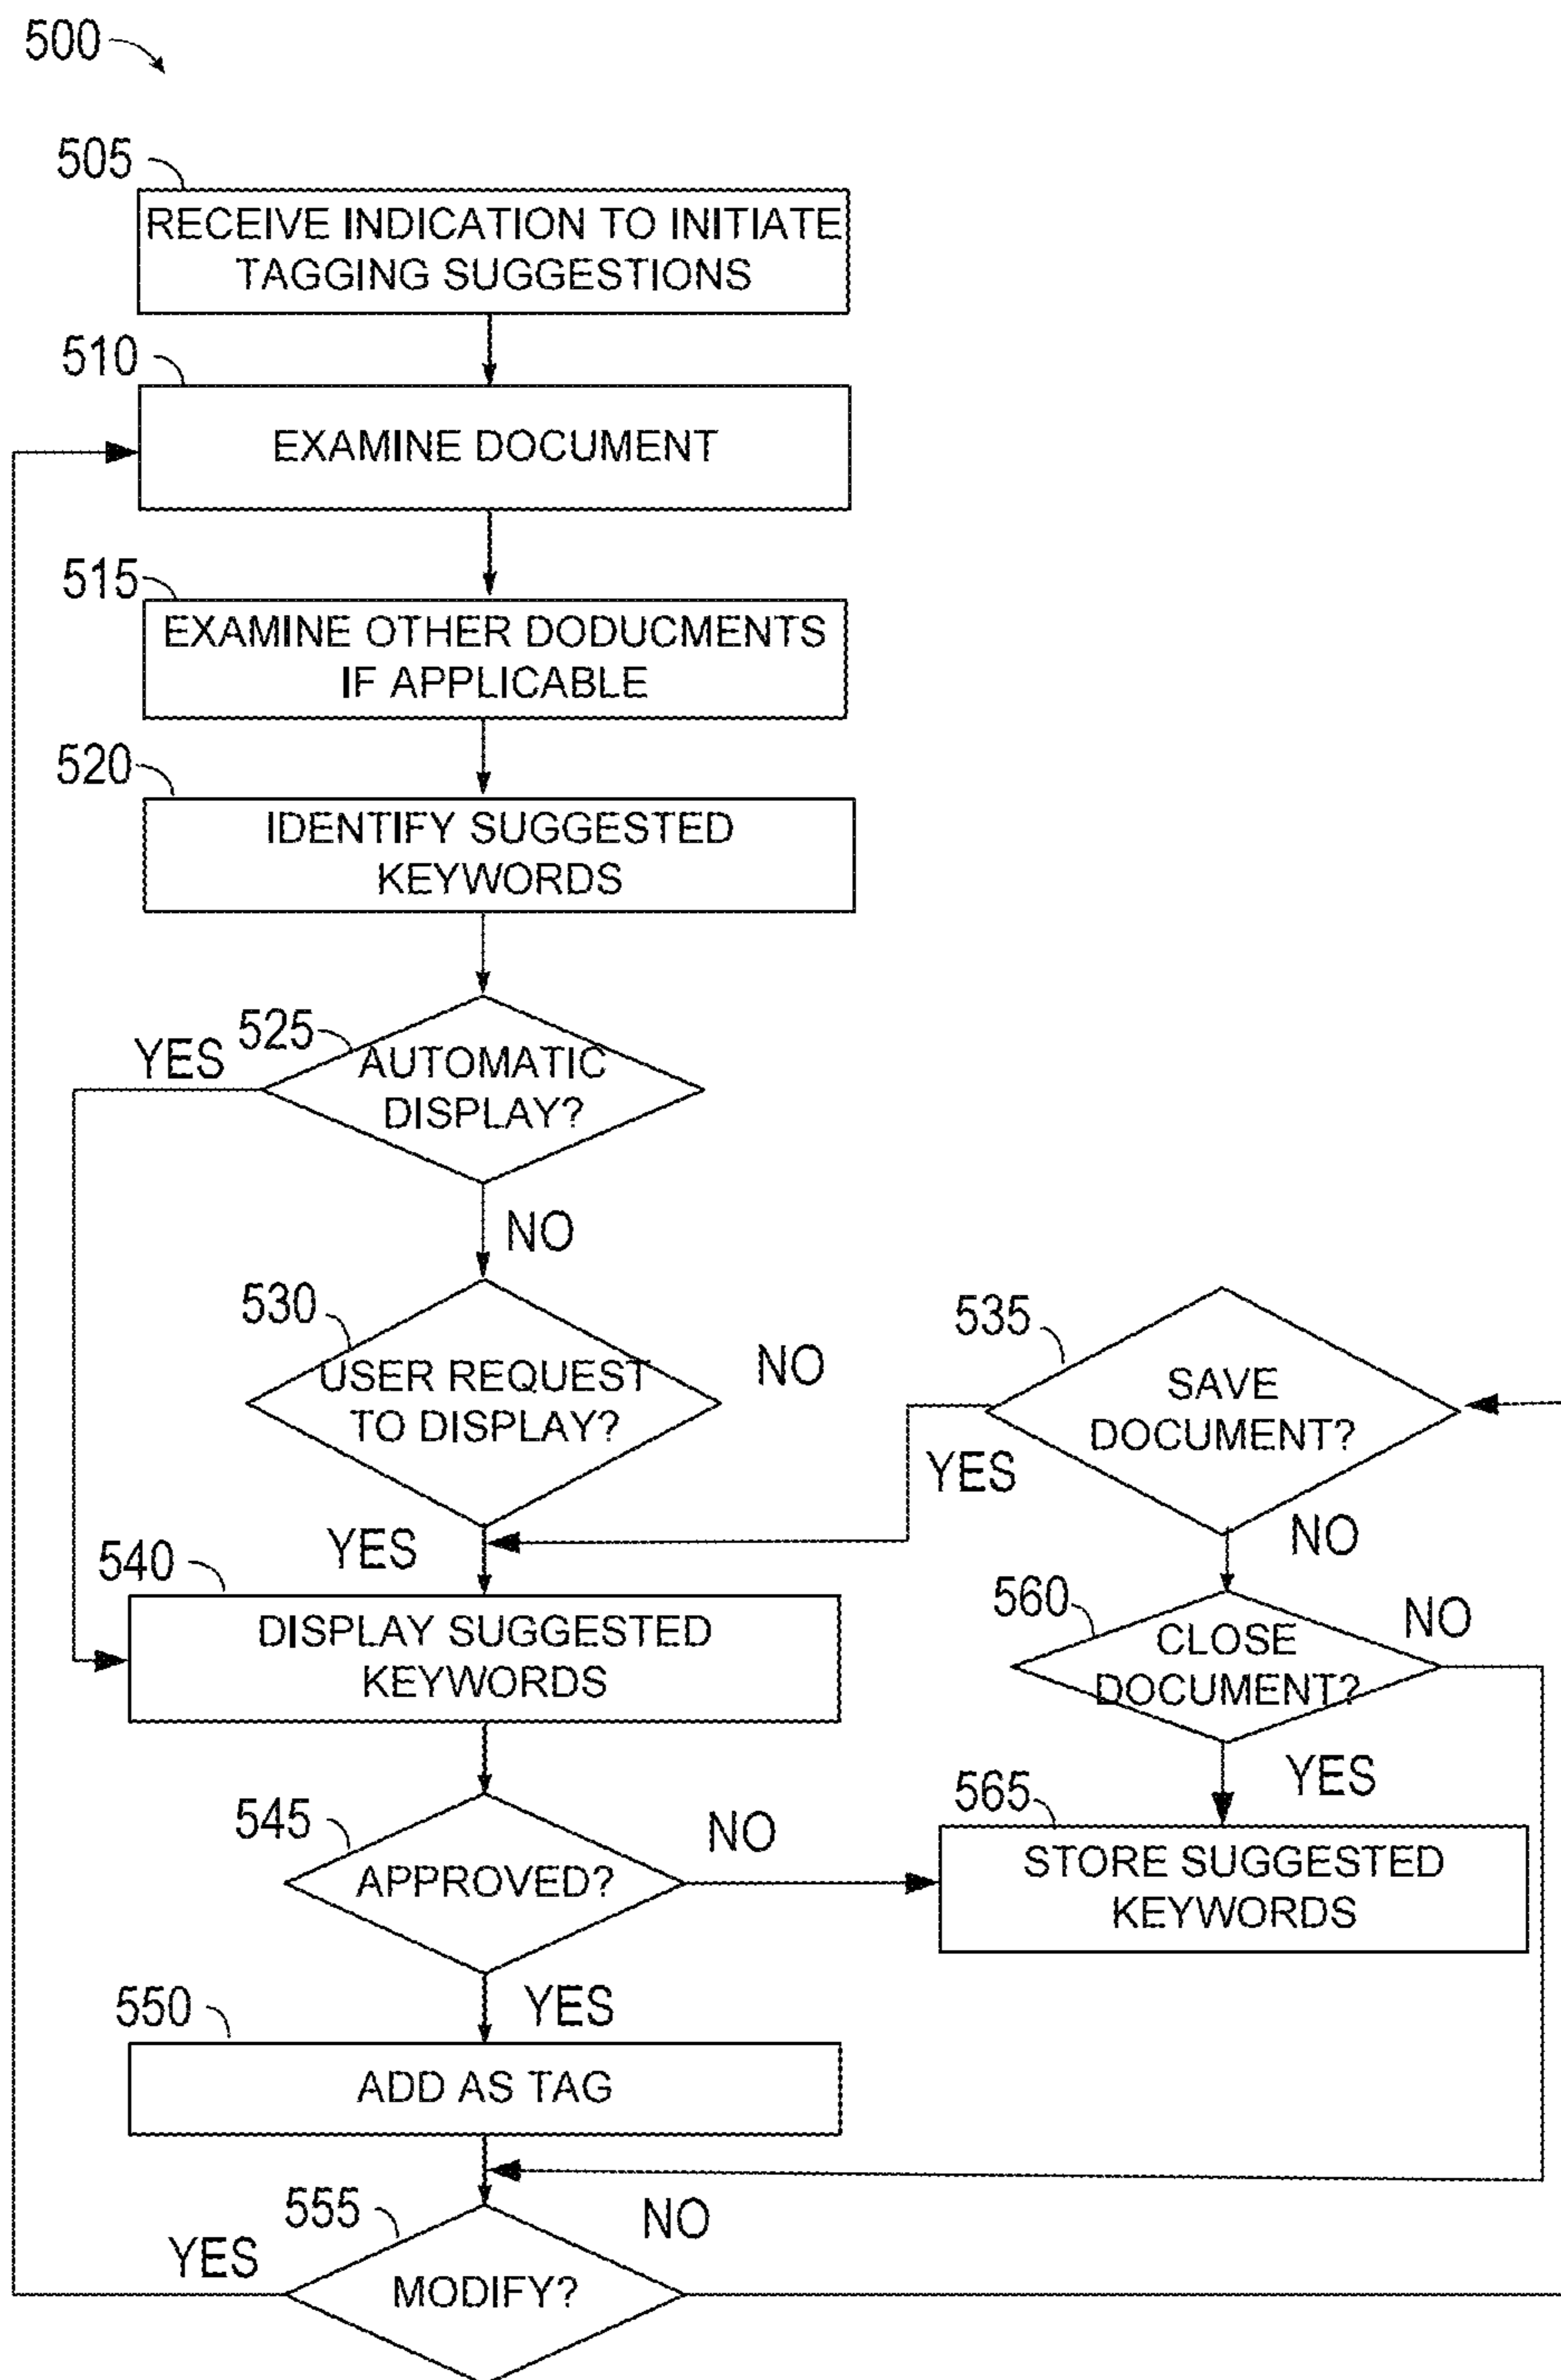 500
505
RECEIVE INDICATION TO INITIATE
TAGGING SUGGESTIONS
510
EXAMINE DOCUMENT
515
EXAMINE OTHER DODUCMENTS
IF APPLICABLE
520
IDENTIFY SUGGESTED
KEYWORDS
525
YES
AUTOMATIC
DISPLAY?
NO
530
USER REQUEST
TO DISPLAY?
NO
YES
535
SAVE
DOCUMENT?
YES
NO
540
DISPLAY SUGGESTED
KEYWORDS
560
CLOSE
DOCUMENT?
NO
YES
545
APPROVED?
NO
YES
565
STORE SUGGESTED
KEYWORDS
550
ADD AS TAG
555
MODIFY?
YES
NO